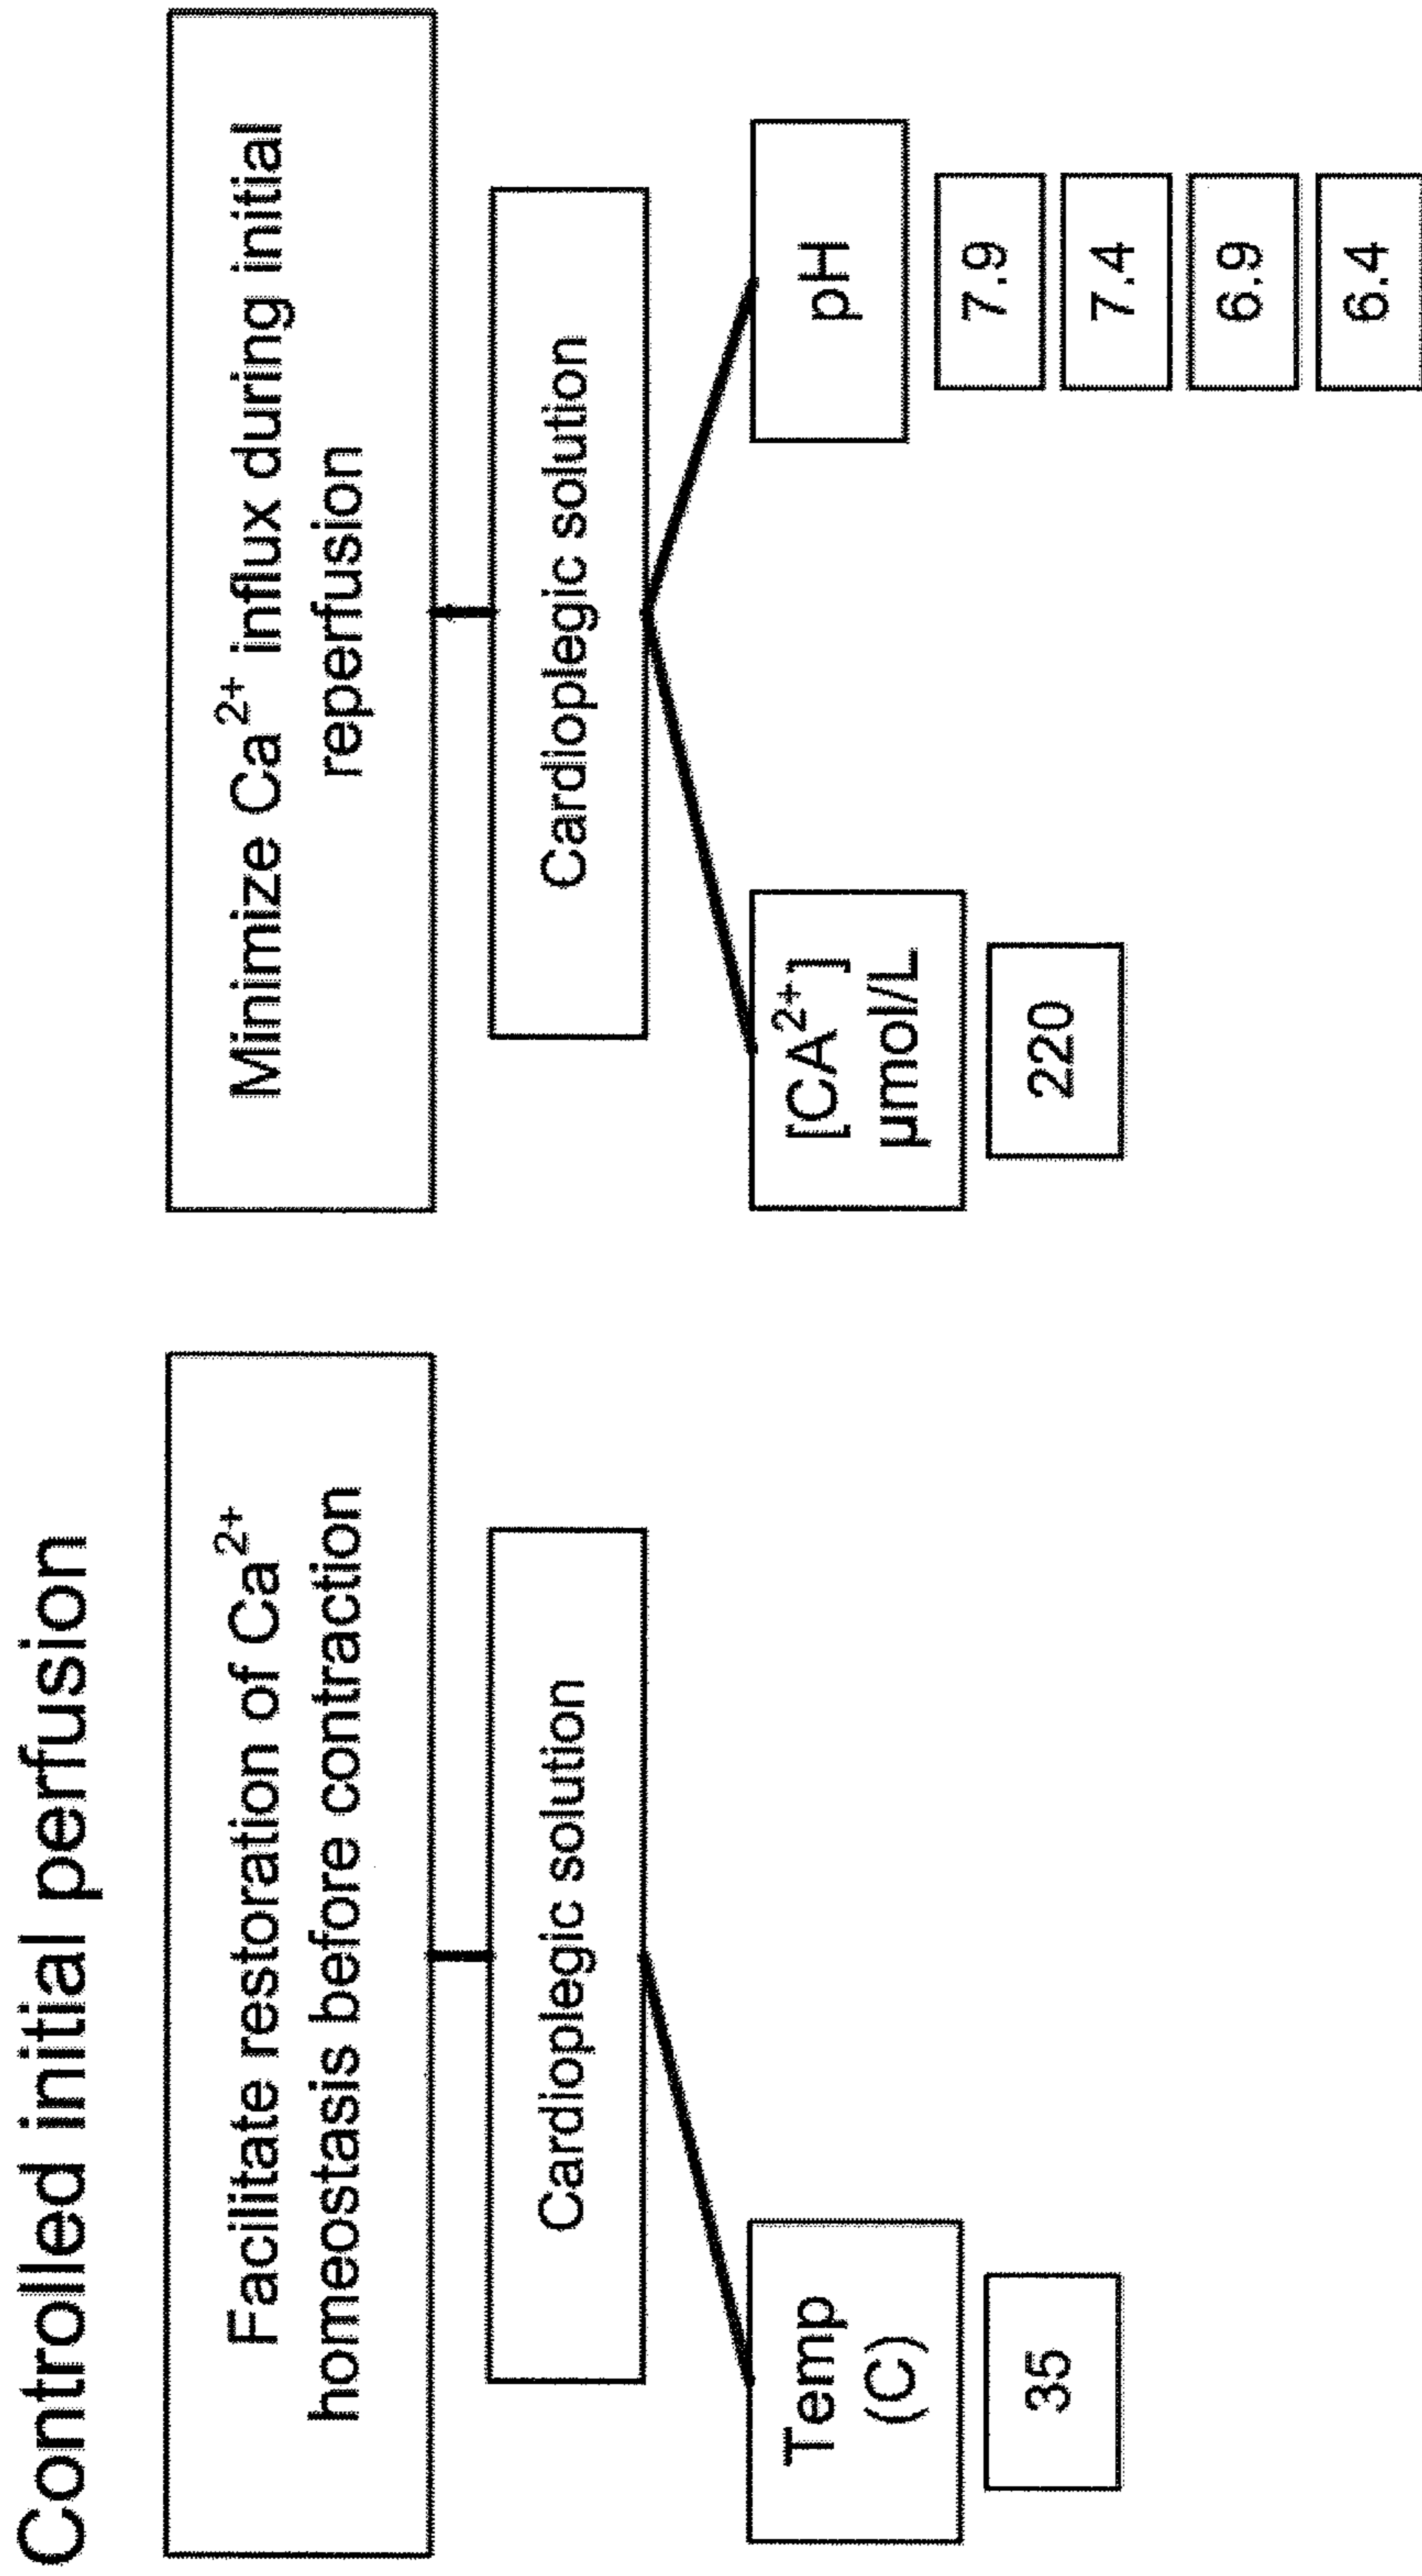 Controlled initial perfusion
Facilitate restoration of Ca²⁺
homeostasis before contraction
Cardioplegic solution
Temp
(C)
35
Minimize Ca²⁺ influx during initial
reperfusion
Cardioplegic solution
[CA²⁺]
µmol/L
220
pH
7.9
7.4
6.9
6.4